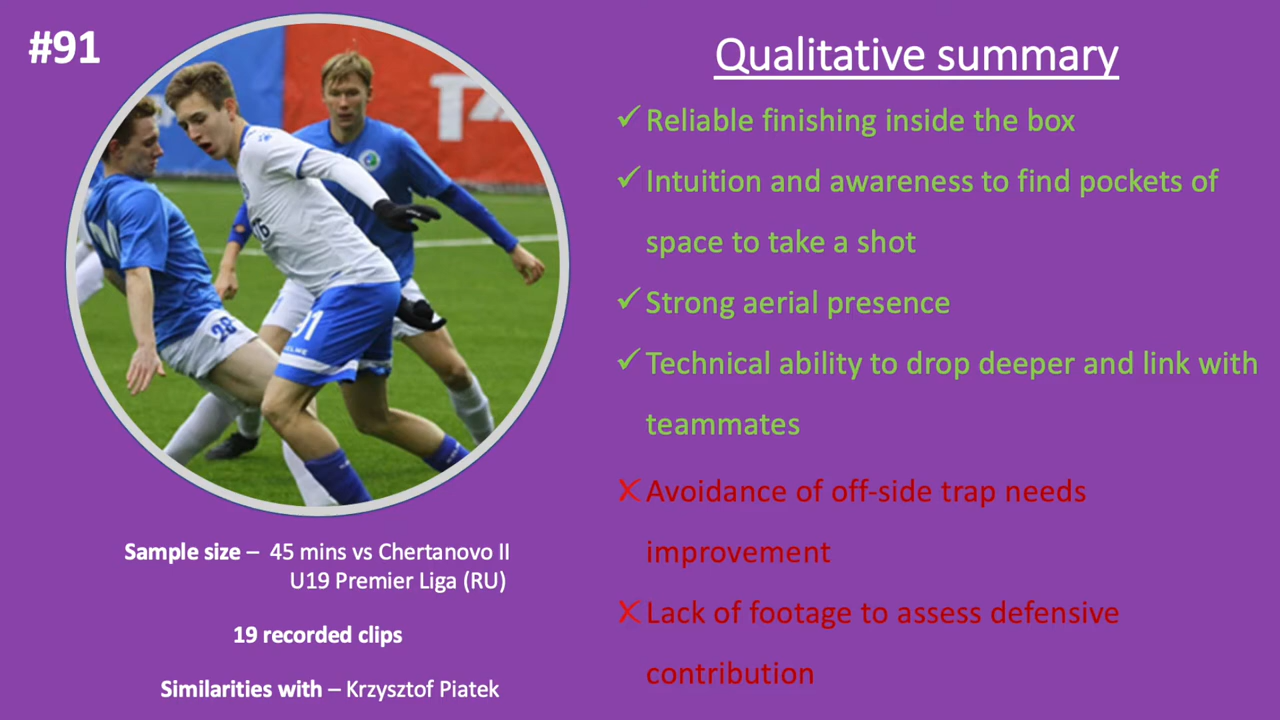 #91
Qualitative summary
✓ Reliable finishing inside the box
✓ Intuition and awareness to find pockets of
space to take a shot
✓ Strong aerial presence
✓ Technical ability to drop deeper and link with
teammates
✗ Avoidance of off-side trap needs
improvement
✗ Lack of footage to assess defensive
contribution
28
91
Sample size – 45 mins vs Chertanovo II
U19 Premier Liga (RU)
19 recorded clips
Similarities with – Krzysztof Piatek